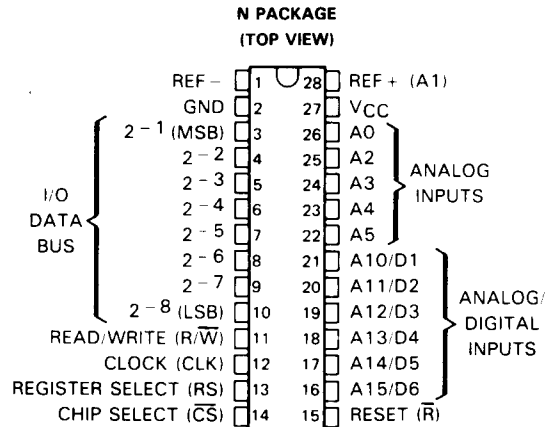 N PACKAGE
(TOP VIEW)
REF− 1 28 REF+ (A1)
GND 2 27 VCC
2−1 (MSB) 3 26 A0
2−2 4 25 A2
2−3 5 24 A3
2−4 6 23 A4
2−5 7 22 A5
2−6 8 21 A10/D1
2−7 9 20 A11/D2
2−8 (LSB) 10 19 A12/D3
READ/WRITE (R/W̅) 11 18 A13/D4
CLOCK (CLK) 12 17 A14/D5
REGISTER SELECT (RS) 13 16 A15/D6
CHIP SELECT (C̅S̅) 14 15 RESET (R̅)
I/O
DATA
BUS
ANALOG
INPUTS
ANALOG/
DIGITAL
INPUTS